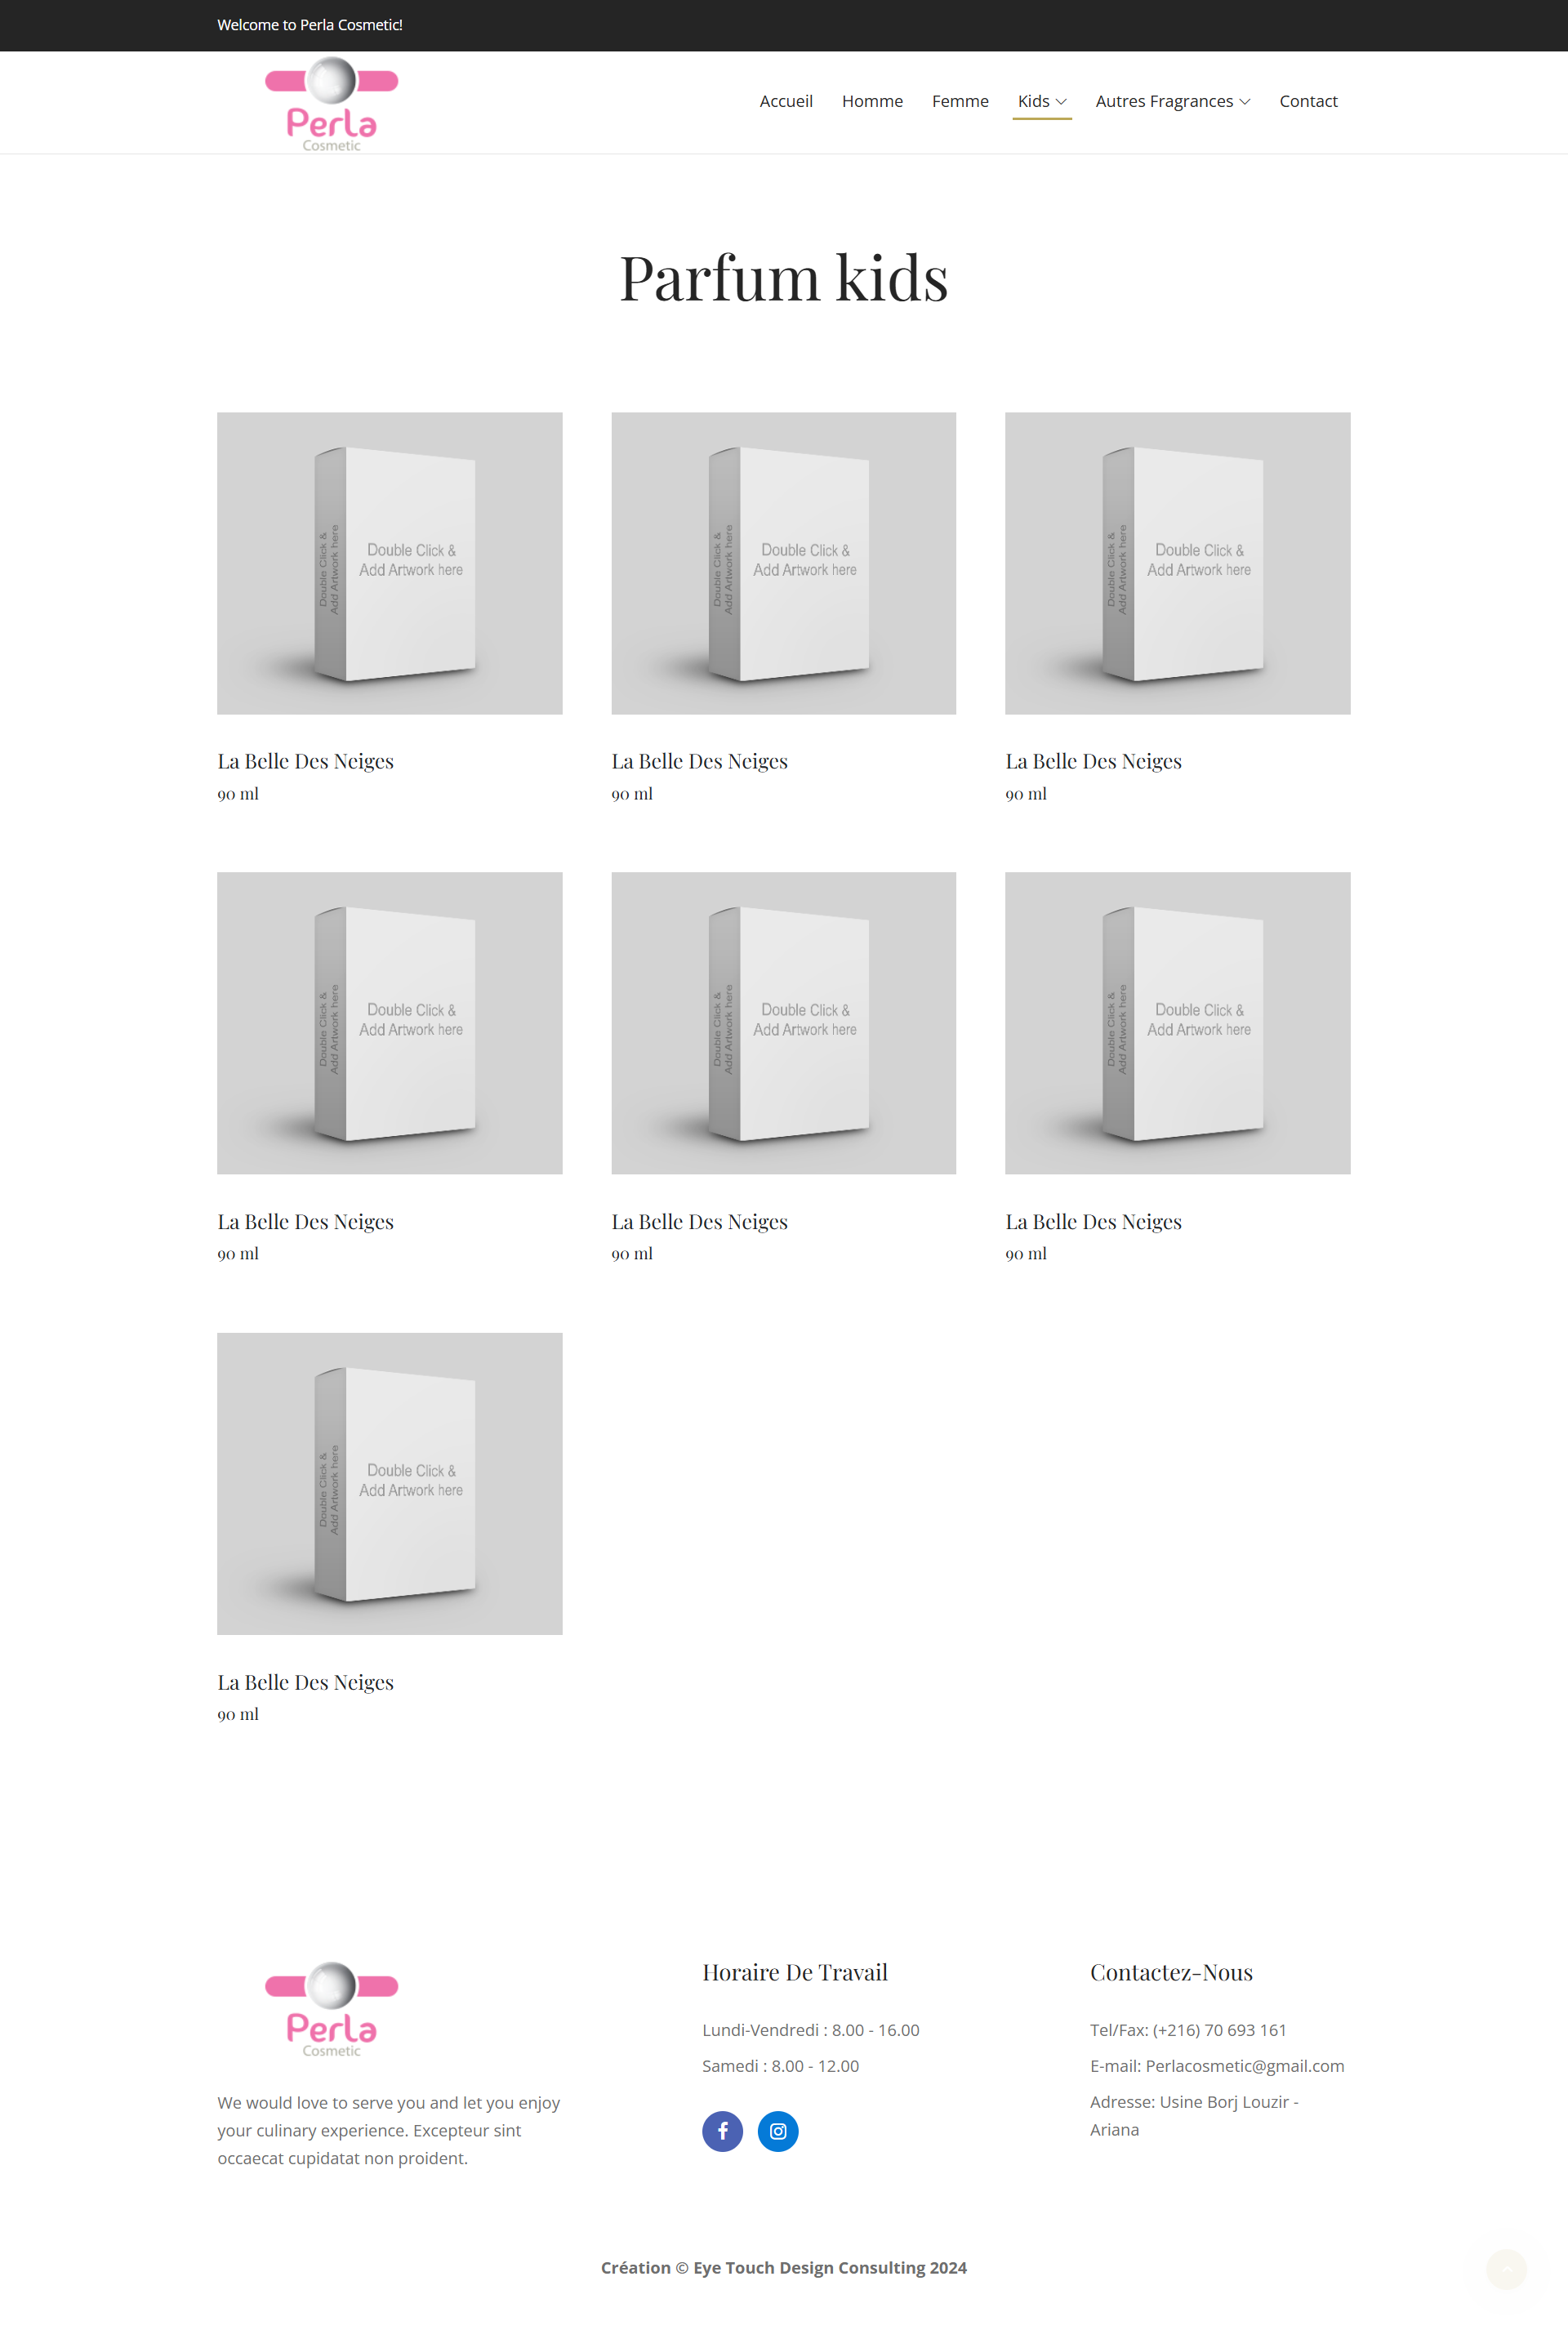 Welcome to Perla Cosmetic!
Perla
Cosmetic
Accueil Homme Femme Kids Autres Fragrances Contact
Parfum kids
Double Click &
Add Artwork here
Double Click &
Add Artwork here
Double Click &
Add Artwork here
Double Click &
Add Artwork here
Double Click &
Add Artwork here
Double Click &
Add Artwork here
La Belle Des Neiges
90 ml
La Belle Des Neiges
90 ml
La Belle Des Neiges
90 ml
Double Click &
Add Artwork here
Double Click &
Add Artwork here
Double Click &
Add Artwork here
Double Click &
Add Artwork here
Double Click &
Add Artwork here
Double Click &
Add Artwork here
La Belle Des Neiges
90 ml
La Belle Des Neiges
90 ml
La Belle Des Neiges
90 ml
Double Click &
Add Artwork here
Double Click &
Add Artwork here
La Belle Des Neiges
90 ml
Perla
Cosmetic
We would love to serve you and let you enjoy
your culinary experience. Excepteur sint
occaecat cupidatat non proident.
Horaire De Travail
Lundi-Vendredi : 8.00 - 16.00
Samedi : 8.00 - 12.00
Contactez-Nous
Tel/Fax: (+216) 70 693 161
E-mail: Perlacosmetic@gmail.com
Adresse: Usine Borj Louzir -
Ariana
Création © Eye Touch Design Consulting 2024